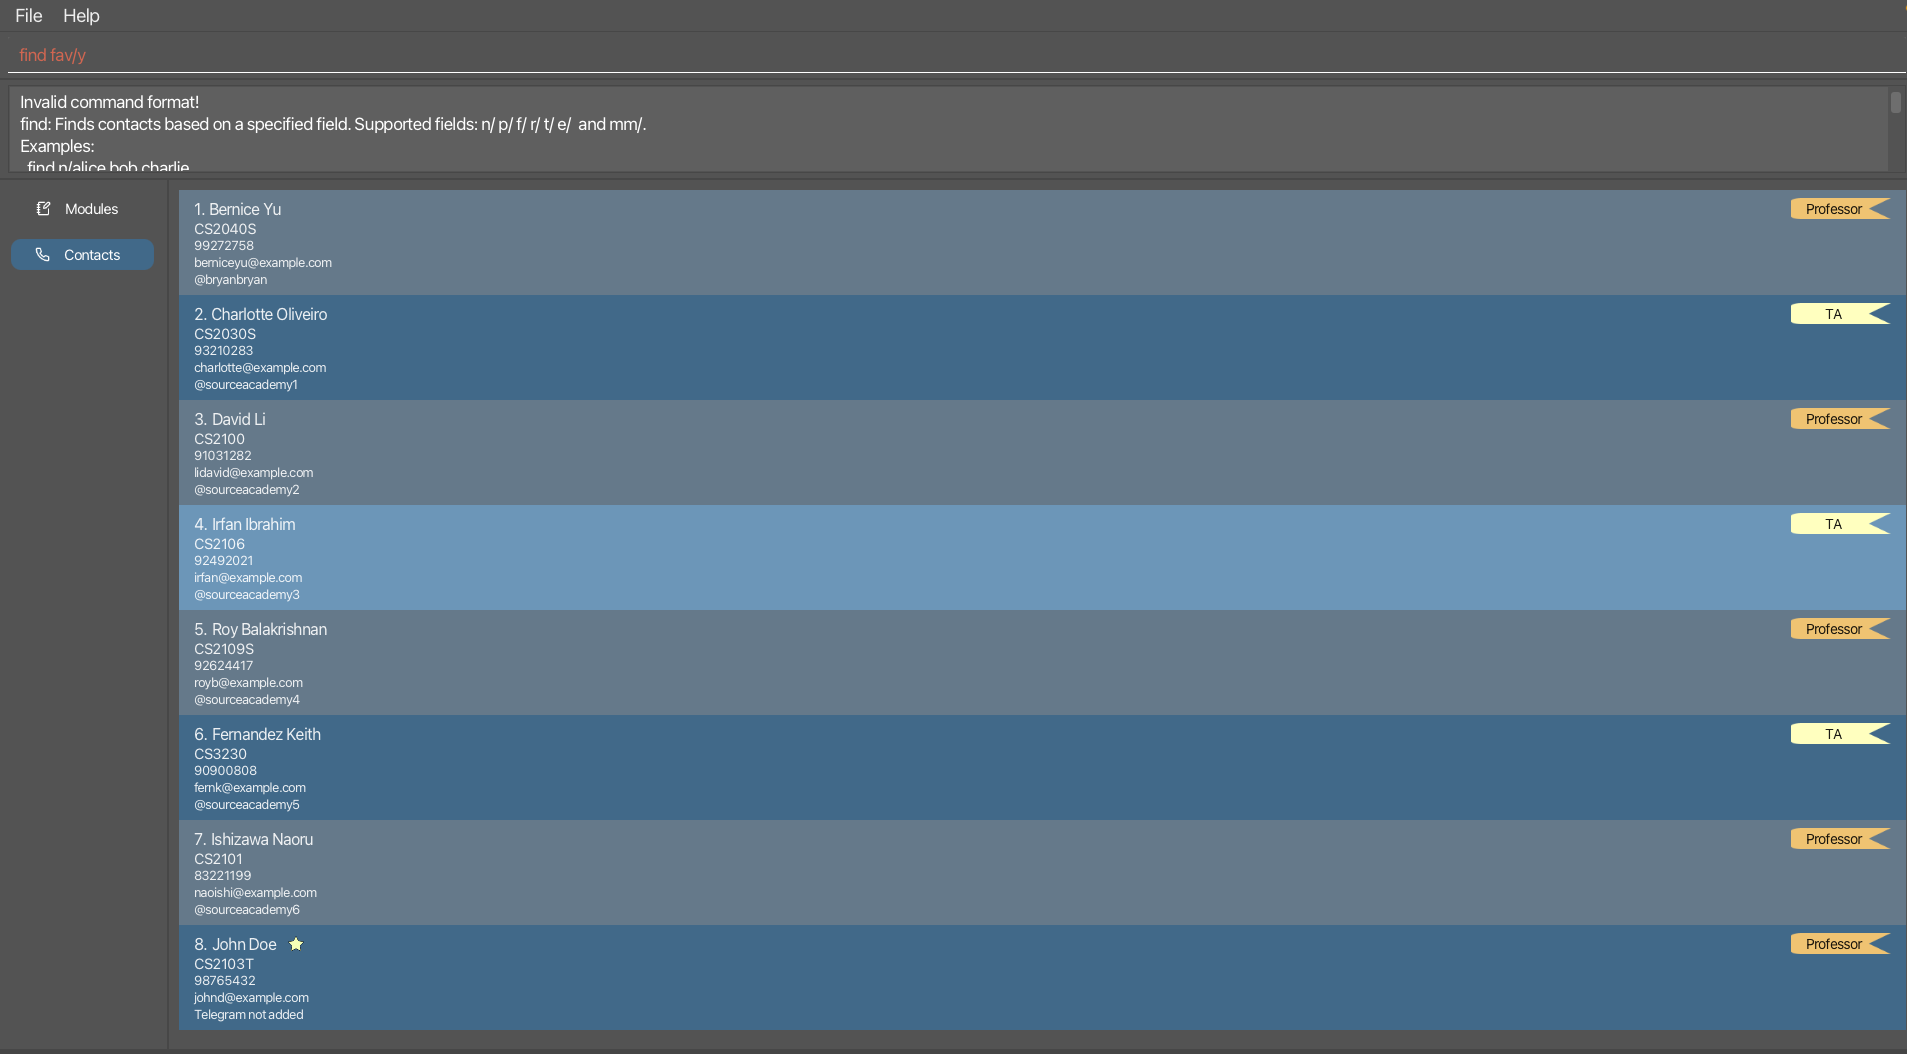 File Help
find fav/y
Invalid command format!
find: Finds contacts based on a specified field. Supported fields: n/ p/ f/ r/ t/ e/  and mm/.
Examples:
find n/alice bob charlie
Modules
Contacts
1. Bernice Yu
Professor
CS2040S
99272758
berniceyu@example.com
@bryanbryan
2. Charlotte Oliveiro
TA
CS2030S
93210283
charlotte@example.com
@sourceacademy1
3. David Li
Professor
CS2100
91031282
lidavid@example.com
@sourceacademy2
4. Irfan Ibrahim
TA
CS2106
92492021
irfan@example.com
@sourceacademy3
5. Roy Balakrishnan
Professor
CS2109S
92624417
royb@example.com
@sourceacademy4
6. Fernandez Keith
TA
CS3230
90900808
fernk@example.com
@sourceacademy5
7. Ishizawa Naoru
Professor
CS2101
83221199
naoishi@example.com
@sourceacademy6
8. John Doe
Professor
CS2103T
98765432
johnd@example.com
Telegram not added